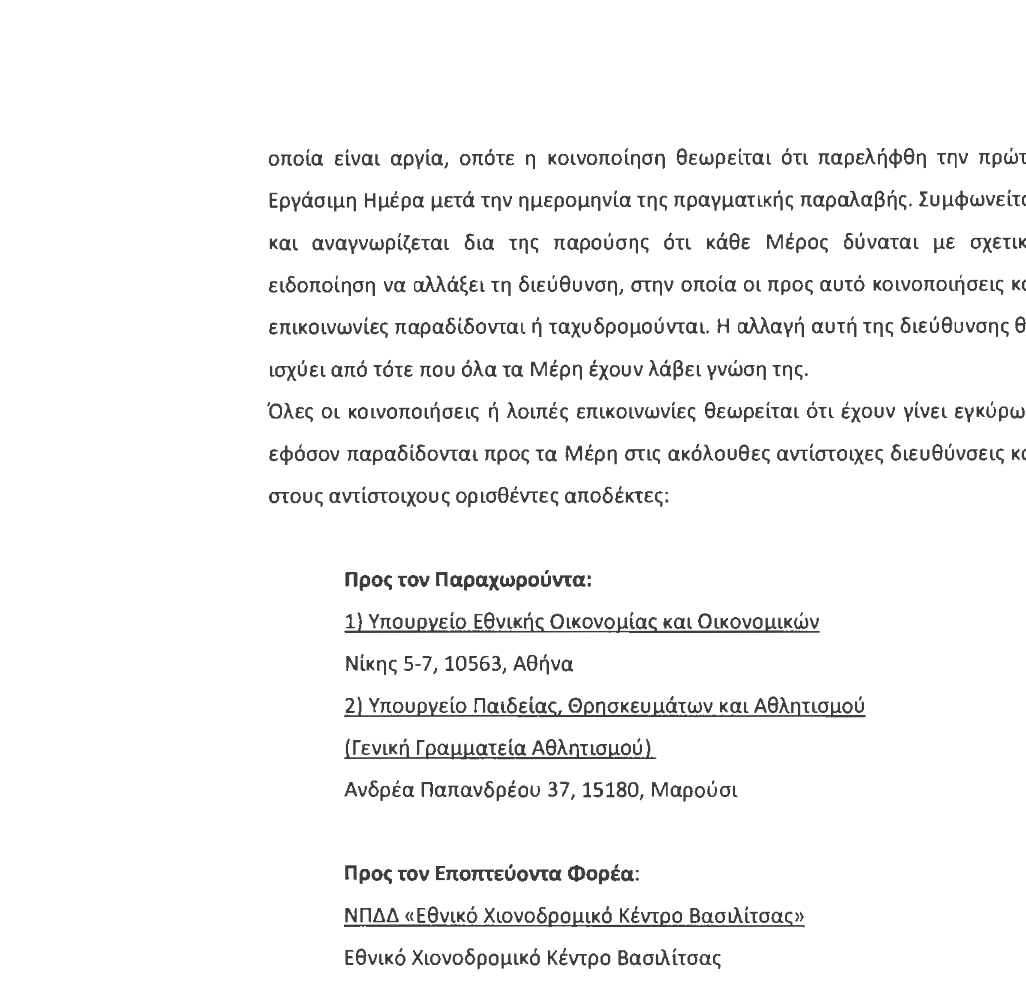 οποία είναι αργία, οπότε η κοινοποίηση θεωρείται ότι παρελήφθη την πρώτ
Εργάσιμη Ημέρα μετά την ημερομηνία της πραγματικής παραλαβής. Συμφωνείτα
και αναγνωρίζεται δια της παρούσης ότι κάθε Μέρος δύναται με σχετικ
ειδοποίηση να αλλάξει τη διεύθυνση, στην οποία οι προς αυτό κοινοποιήσεις κα
επικοινωνίες παραδίδονται ή ταχυδρομούνται. Η αλλαγή αυτή της διεύθυνσης θ
ισχύει από τότε που όλα τα Μέρη έχουν λάβει γνώση της.
Όλες οι κοινοποιήσεις ή λοιπές επικοινωνίες θεωρείται ότι έχουν γίνει εγκύρω
εφόσον παραδίδονται προς τα Μέρη στις ακόλουθες αντίστοιχες διευθύνσεις κα
στους αντίστοιχους ορισθέντες αποδέκτες:
Προς τον Παραχωρούντα:
1) Υπουργείο Εθνικής Οικονομίας και Οικονομικών
Νίκης 5-7, 10563, Αθήνα
2) Υπουργείο Παιδείας, Θρησκευμάτων και Αθλητισμού
(Γενική Γραμματεία Αθλητισμού)
Ανδρέα Παπανδρέου 37, 15180, Μαρούσι
Προς τον Εποπτεύοντα Φορέα:
ΝΠΔΔ «Εθνικό Χιονοδρομικό Κέντρο Βασιλίτσας»
Εθνικό Χιονοδρομικό Κέντρο Βασιλίτσας